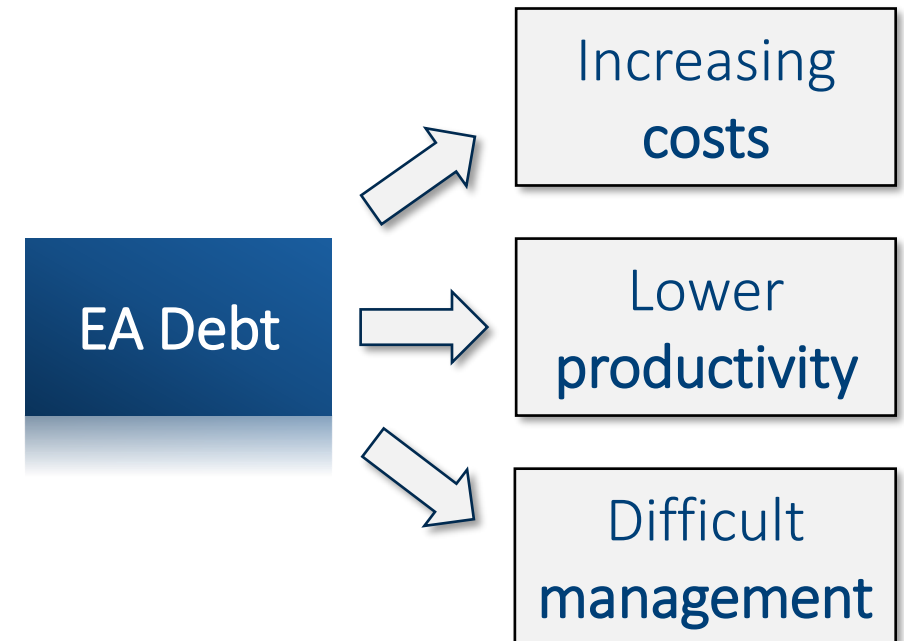 EA Debt
Increasing
costs
Lower
productivity
Difficult
management